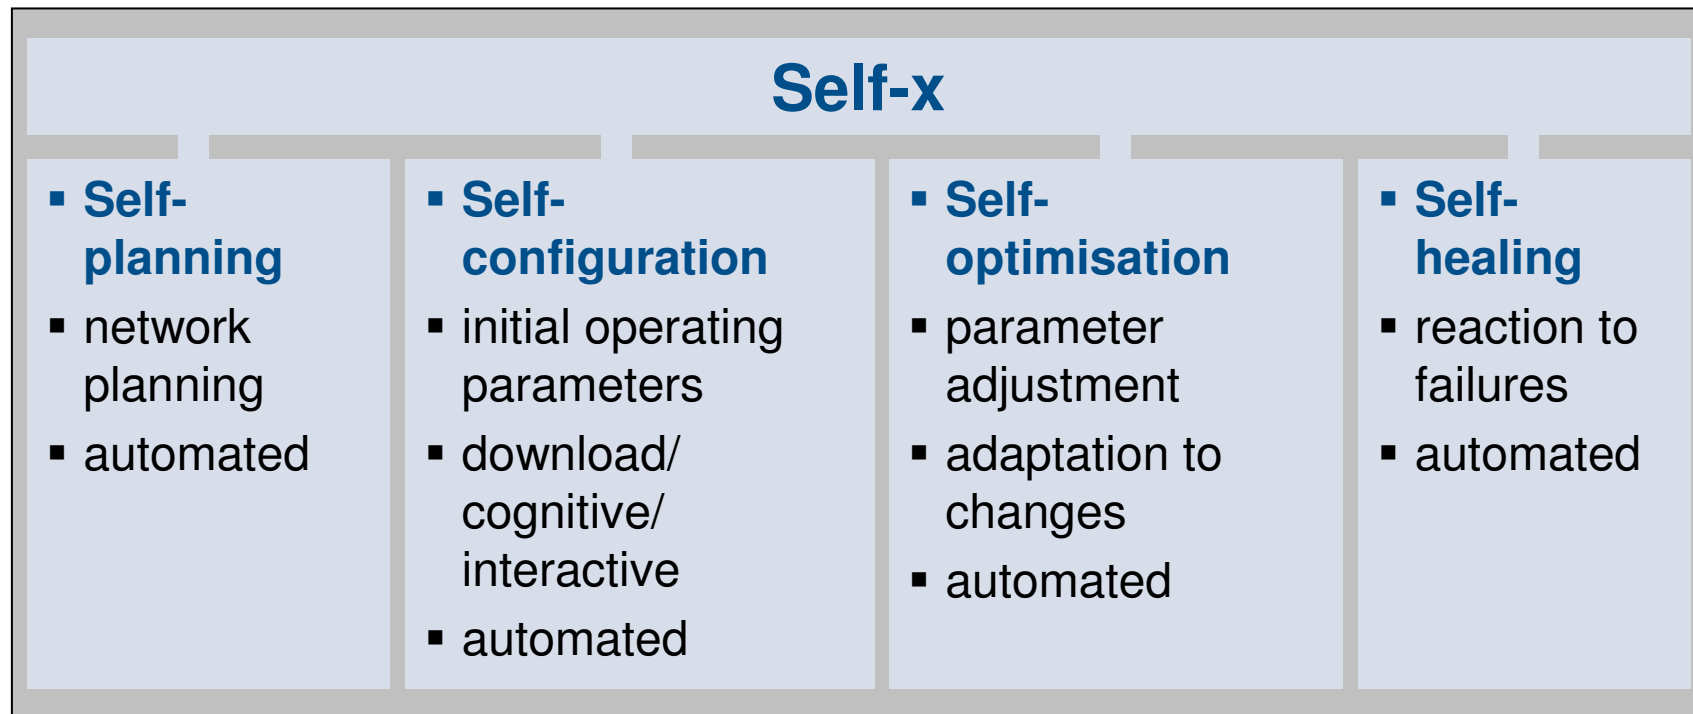 Self-x
▪ Self-
planning
▪ network
planning
▪ automated
▪ Self-
configuration
▪ initial operating
parameters
▪ download/
cognitive/
interactive
▪ automated
▪ Self-
optimisation
▪ parameter
adjustment
▪ adaptation to
changes
▪ automated
▪ Self-
healing
▪ reaction to
failures
▪ automated